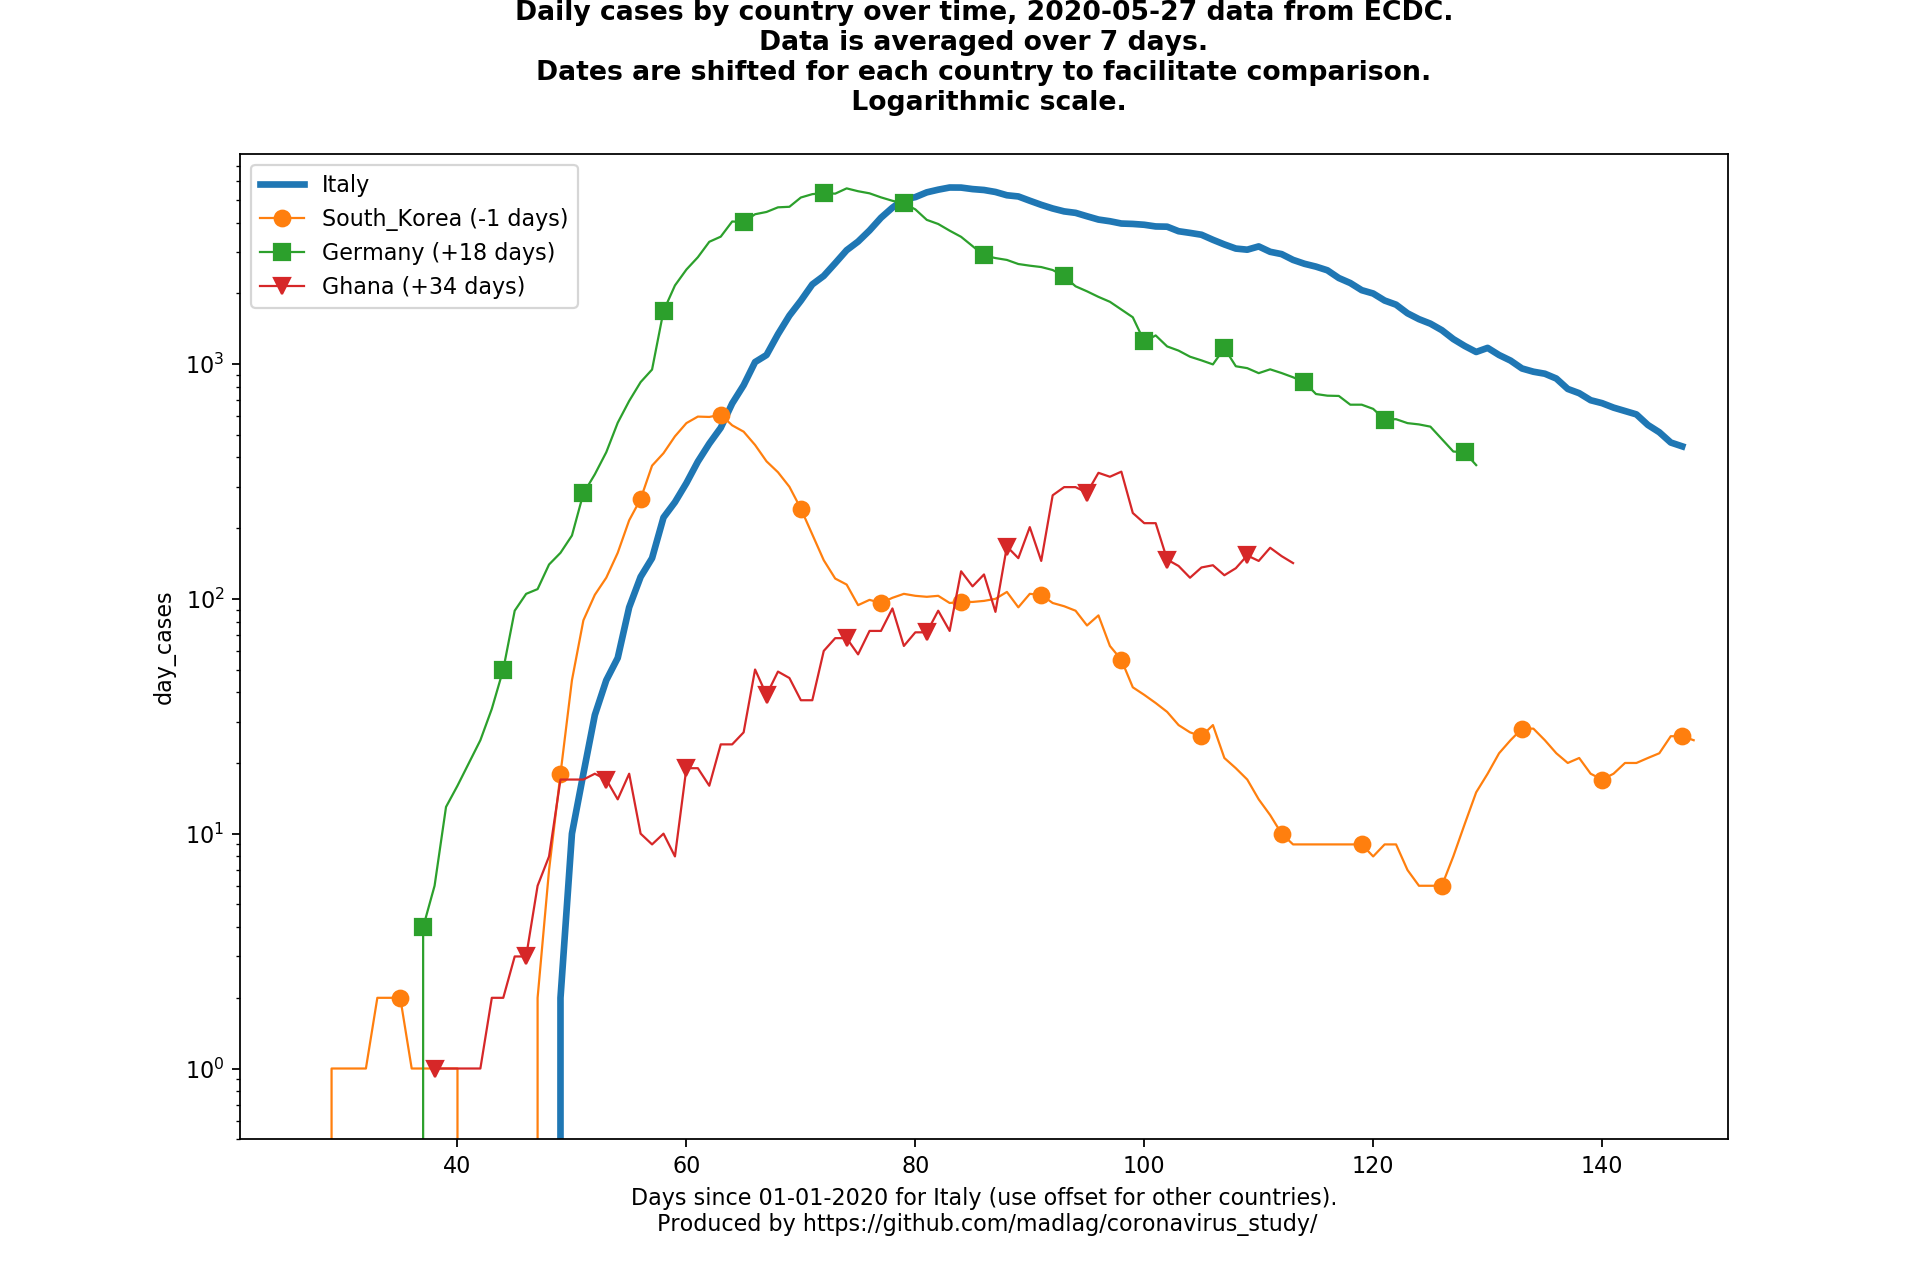 Daily cases by country over time, 2020-05-27 data from ECDC.
Data is averaged over 7 days.
Dates are shifted for each country to facilitate comparison.
Logarithmic scale.
Italy
South_Korea (-1 days)
Germany (+18 days)
Ghana (+34 days)
10³
10²
10¹
10⁰
day_cases
40 60 80 100 120 140
Days since 01-01-2020 for Italy (use offset for other countries).
Produced by https://github.com/madlag/coronavirus_study/